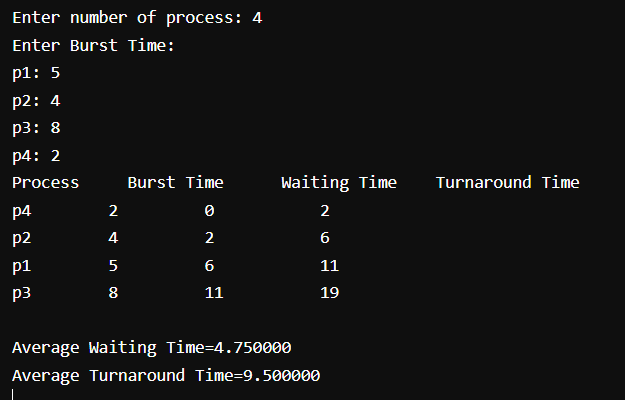 Enter number of process: 4
Enter Burst Time:
p1: 5
p2: 4
p3: 8
p4: 2
Process     Burst Time      Waiting Time    Turnaround Time
p4        2         0           2
p2        4         2           6
p1        5         6           11
p3        8         11          19
Average Waiting Time=4.750000
Average Turnaround Time=9.500000